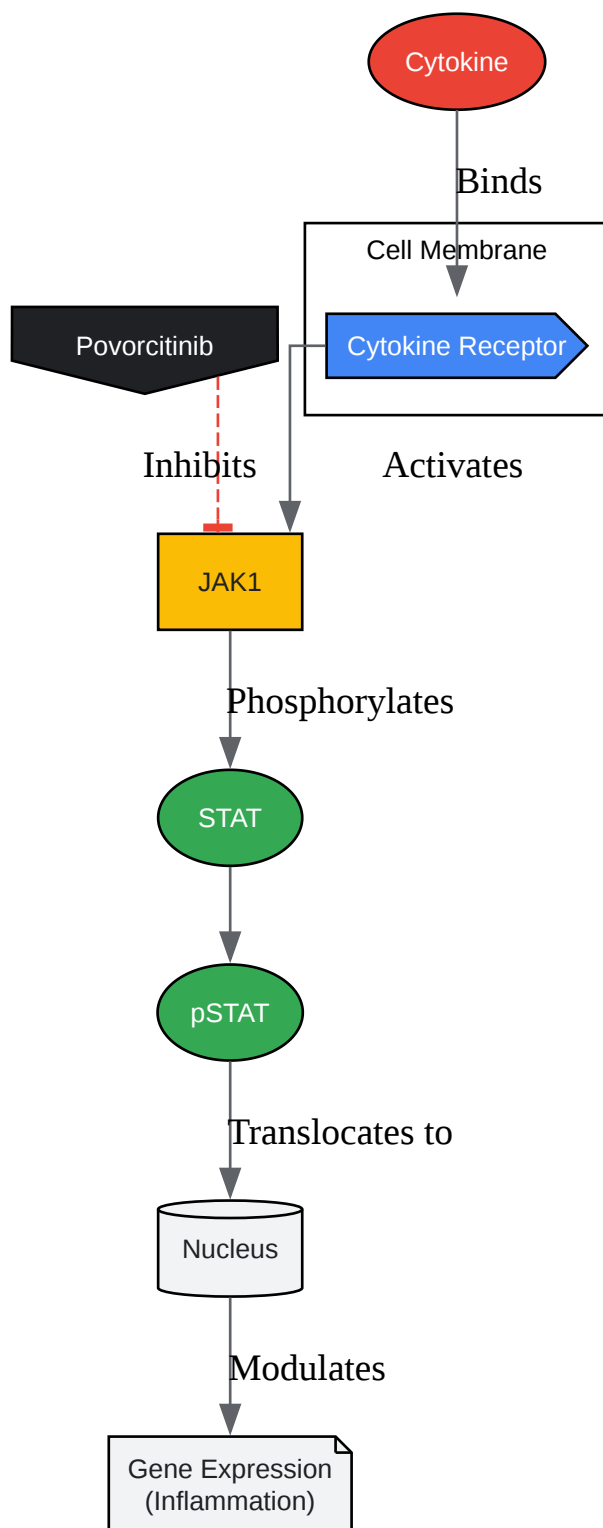 Cytokine
Binds
Cell Membrane
Povorcitinib
Cytokine Receptor
Inhibits
Activates
JAK1
Phosphorylates
STAT
pSTAT
Translocates to
Nucleus
Modulates
Gene Expression
(Inflammation)